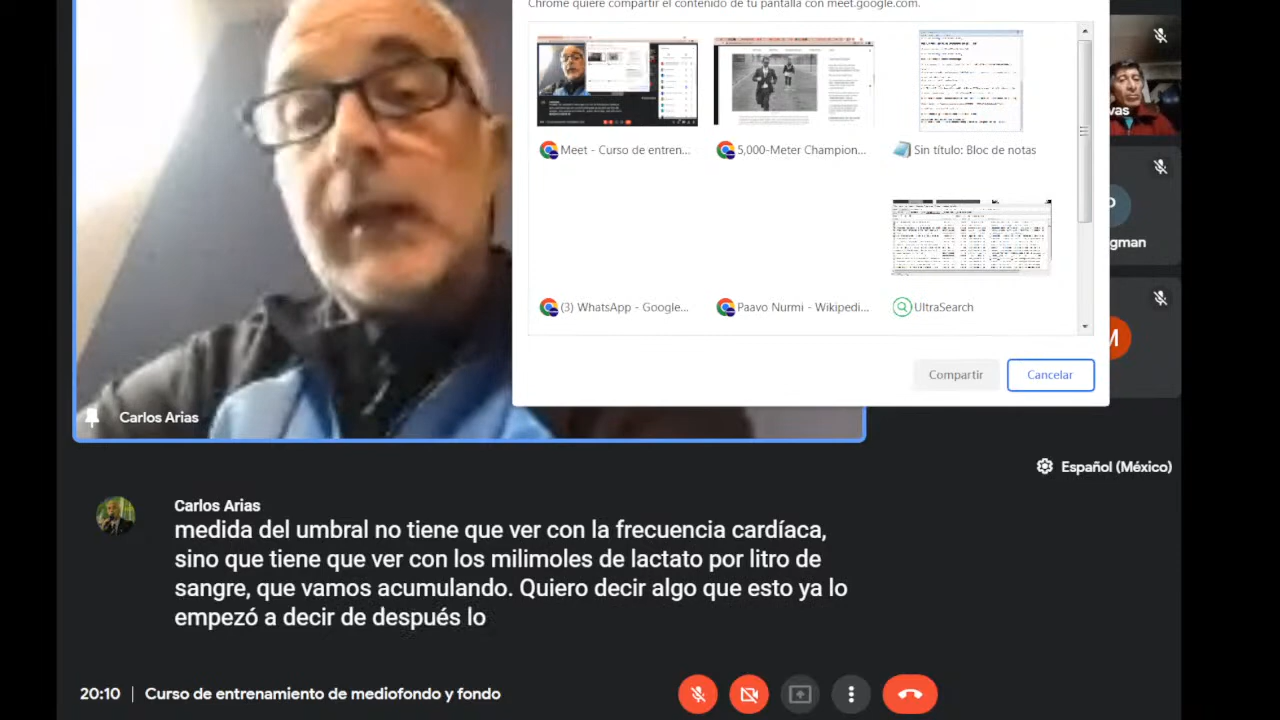 Chrome quiere compartir el contenido de tu pantalla con meet.google.com.
Meet - Curso de entren...
5,000-Meter Champion...
Sin título: Bloc de notas
(3) WhatsApp - Google...
Paavo Nurmi - Wikipedi...
UltraSearch
Compartir
Cancelar
vas
P
gman
M
Carlos Arias
Español (México)
Carlos Arias
medida del umbral no tiene que ver con la frecuencia cardíaca,
sino que tiene que ver con los milimoles de lactato por litro de
sangre, que vamos acumulando. Quiero decir algo que esto ya lo
empezó a decir de después lo
20:10 | Curso de entrenamiento de mediofondo y fondo